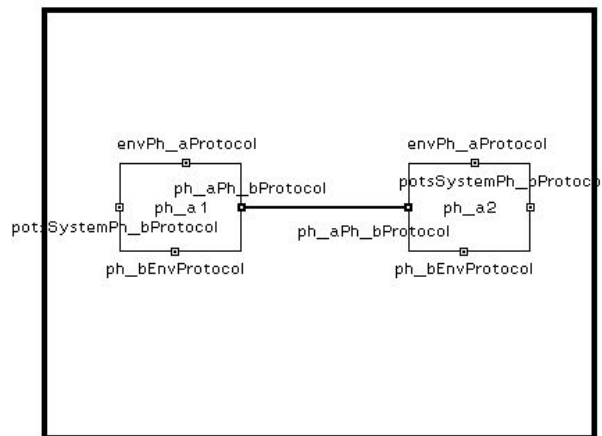 envPh_aProtocol
envPh_aProtocol
ph_aPh_bProtocol
potsSystemPh_bProtoco
ph_a1
ph_a2
potsSystemPh_bProtocol
ph_aPh_bProtocol
ph_bEnvProtocol
ph_bEnvProtocol